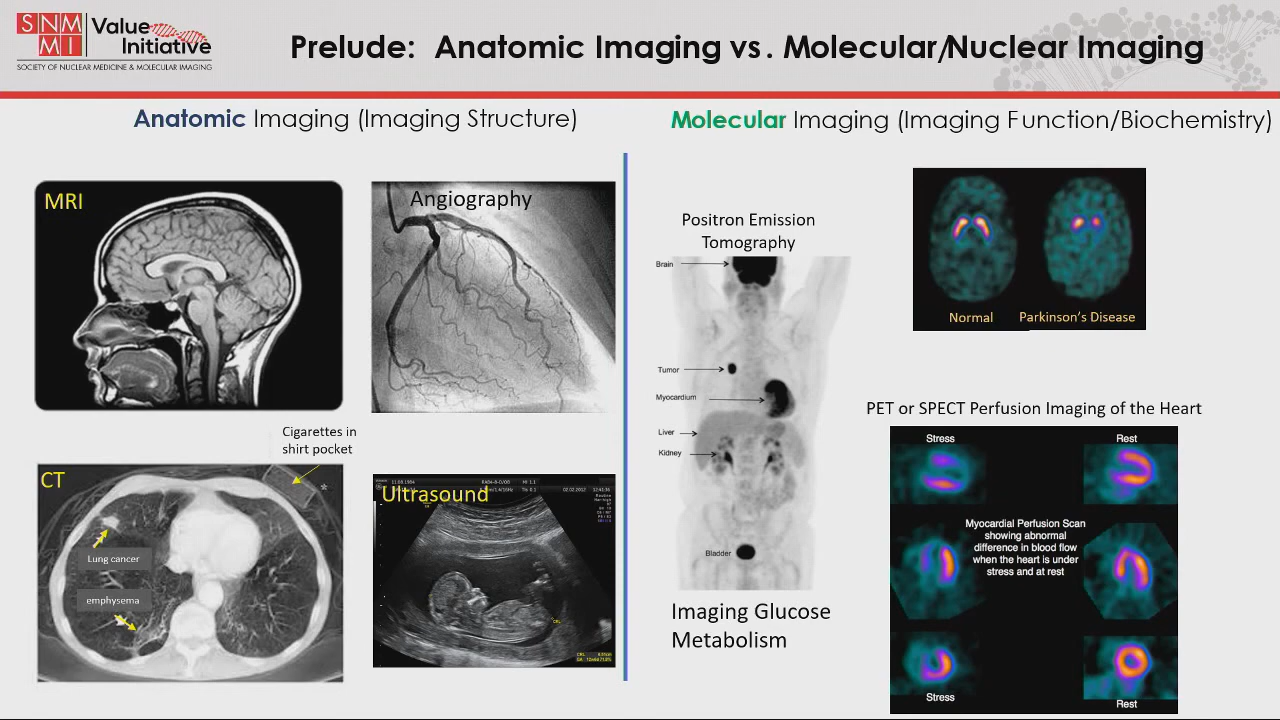 SNM
MI
Value
Initiative
SOCIETY OF NUCLEAR MEDICINE & MOLECULAR IMAGING
Prelude: Anatomic Imaging vs. Molecular/Nuclear Imaging
Anatomic Imaging (Imaging Structure)
MRI
Angiography
Cigarettes in
shirt pocket
CT
*
Lung cancer
emphysema
Ultrasound
Molecular Imaging (Imaging Function/Biochemistry)
Positron Emission
Tomography
Brain
Tumor
Myocardium
Liver
Kidney
Bladder
Imaging Glucose
Metabolism
Normal
Parkinson's Disease
PET or SPECT Perfusion Imaging of the Heart
Stress
Rest
Myocardial Perfusion Scan
showing abnormal
difference in blood flow
when the heart is under
stress and at rest
Stress
Rest